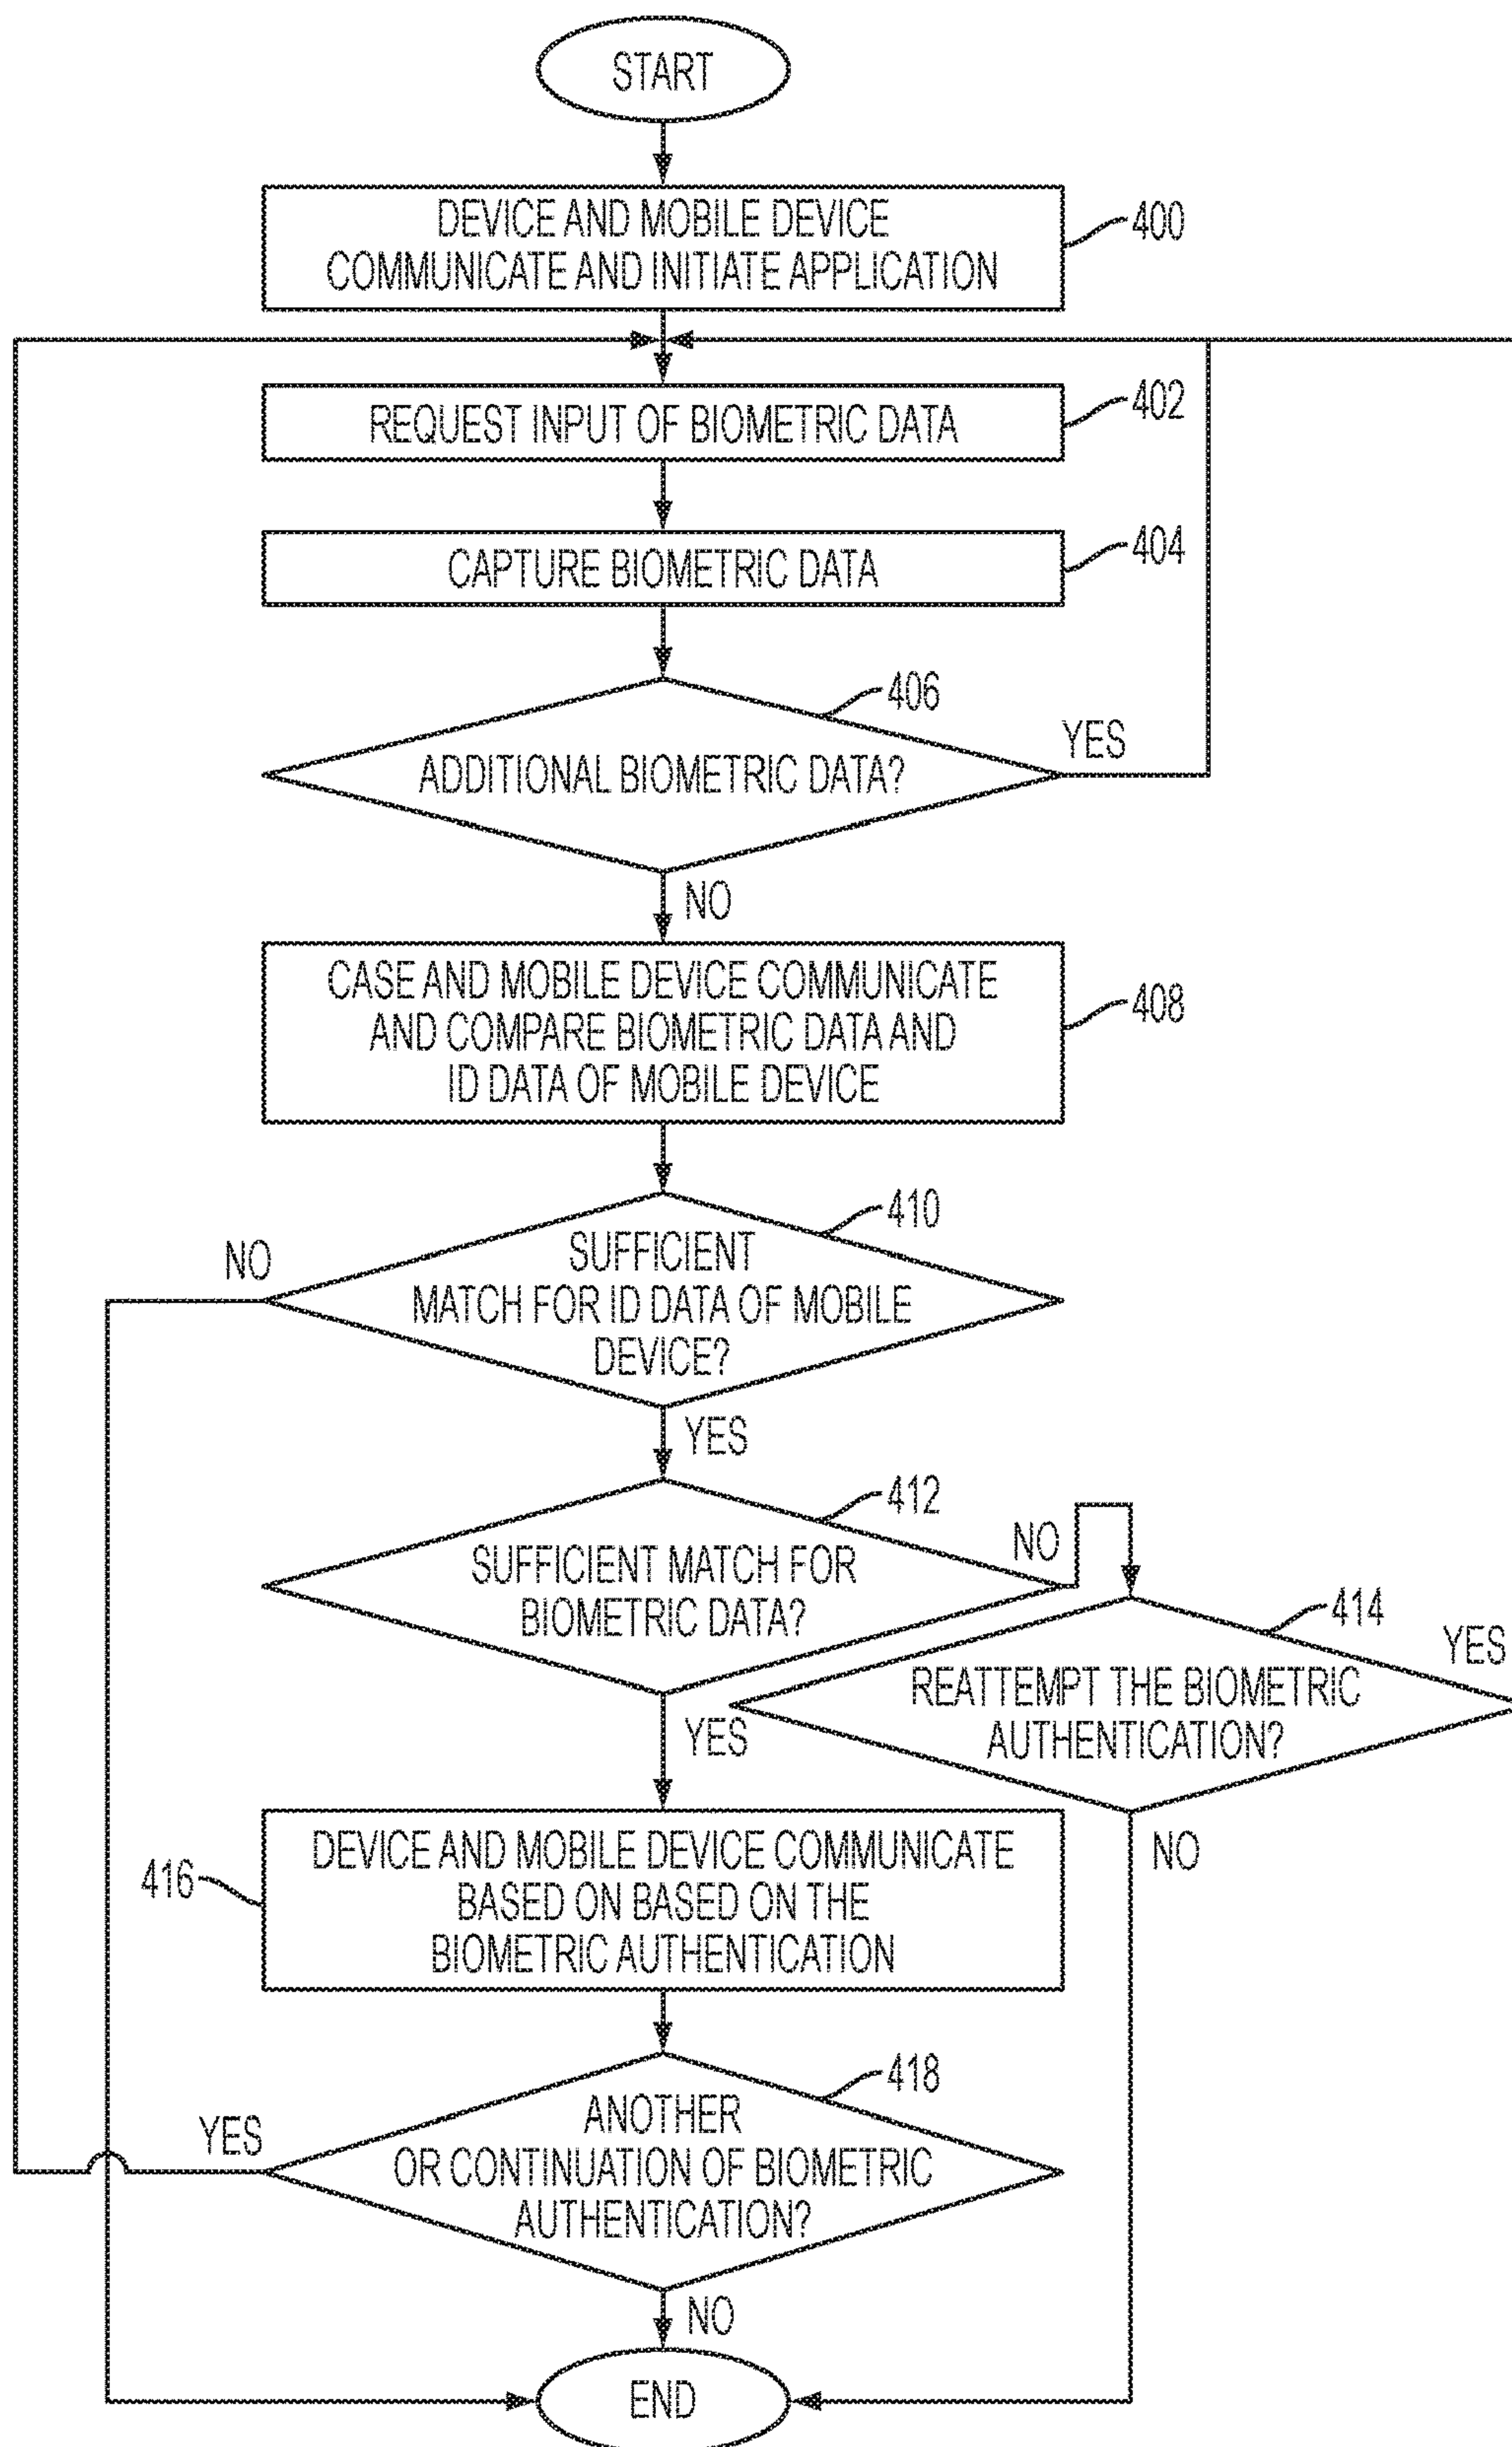 START
DEVICE AND MOBILE DEVICE
COMMUNICATE AND INITIATE APPLICATION
400
REQUEST INPUT OF BIOMETRIC DATA
402
CAPTURE BIOMETRIC DATA
404
406
ADDITIONAL BIOMETRIC DATA?
YES
NO
CASE AND MOBILE DEVICE COMMUNICATE
AND COMPARE BIOMETRIC DATA AND
ID DATA OF MOBILE DEVICE
408
410
NO
SUFFICIENT
MATCH FOR ID DATA OF MOBILE
DEVICE?
YES
412
NO
SUFFICIENT MATCH FOR
BIOMETRIC DATA?
414
YES
REATTEMPT THE BIOMETRIC
AUTHENTICATION?
YES
NO
DEVICE AND MOBILE DEVICE COMMUNICATE
BASED ON BASED ON THE
BIOMETRIC AUTHENTICATION
416
418
YES
ANOTHER
OR CONTINUATION OF BIOMETRIC
AUTHENTICATION?
NO
END